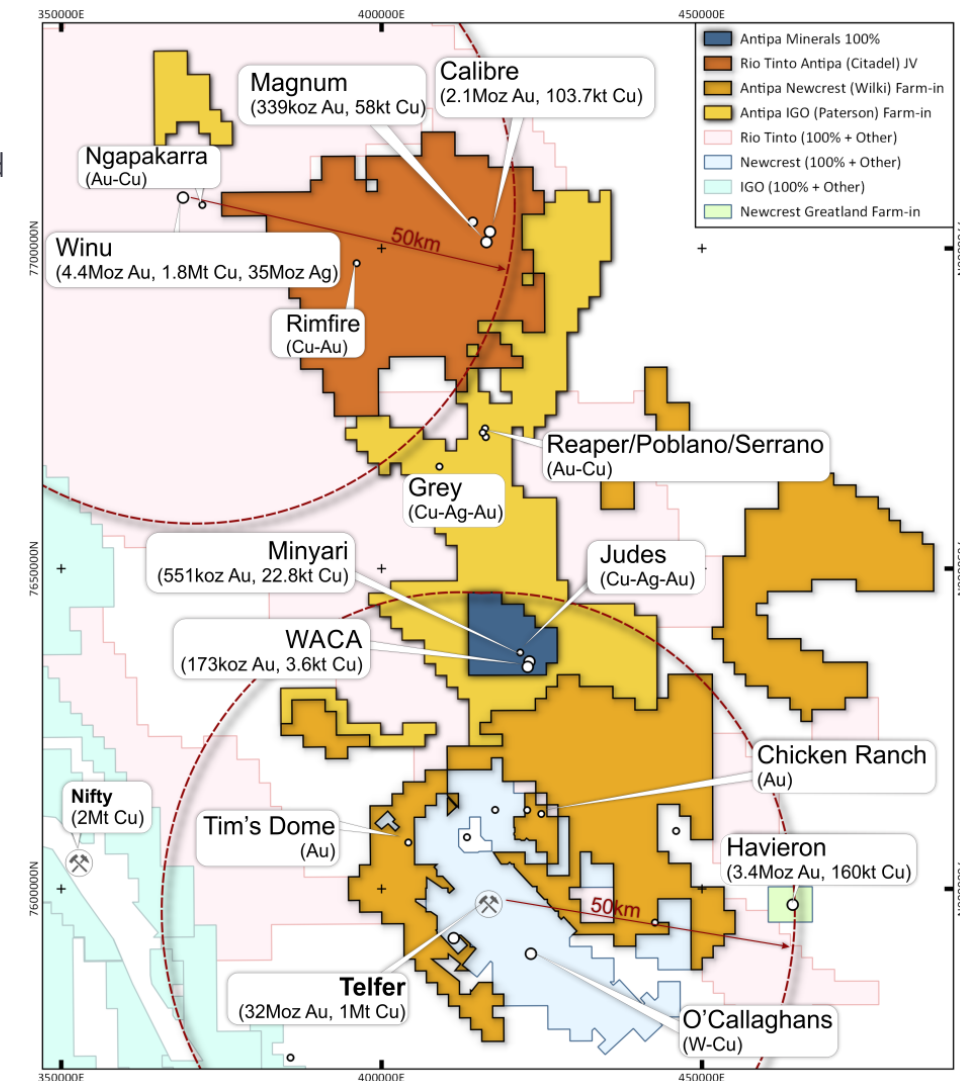 350000E
400000E
450000E
Antipa Minerals 100%
Rio Tinto Antipa (Citadel) JV
Antipa Newcrest (Wilki) Farm-in
Antipa IGO (Paterson) Farm-in
Rio Tinto (100% + Other)
Newcrest (100% + Other)
IGO (100% + Other)
Newcrest Greatland Farm-in
Magnum
(339koz Au, 58kt Cu)
Calibre
(2.1Moz Au, 103.7kt Cu)
Ngapakarra
(Au-Cu)
Winu
(4.4Moz Au, 1.8Mt Cu, 35Moz Ag)
50km
7700000N
Rimfire
(Cu-Au)
Reaper/Poblano/Serrano
(Au-Cu)
Grey
(Cu-Ag-Au)
Minyari
(551koz Au, 22.8kt Cu)
Judes
(Cu-Ag-Au)
7650000N
WACA
(173koz Au, 3.6kt Cu)
Chicken Ranch
(Au)
Nifty
(2Mt Cu)
Tim's Dome
(Au)
Havieron
(3.4Moz Au, 160kt Cu)
7600000N
50km
Telfer
(32Moz Au, 1Mt Cu)
O'Callaghans
(W-Cu)
350000E
400000E
450000E